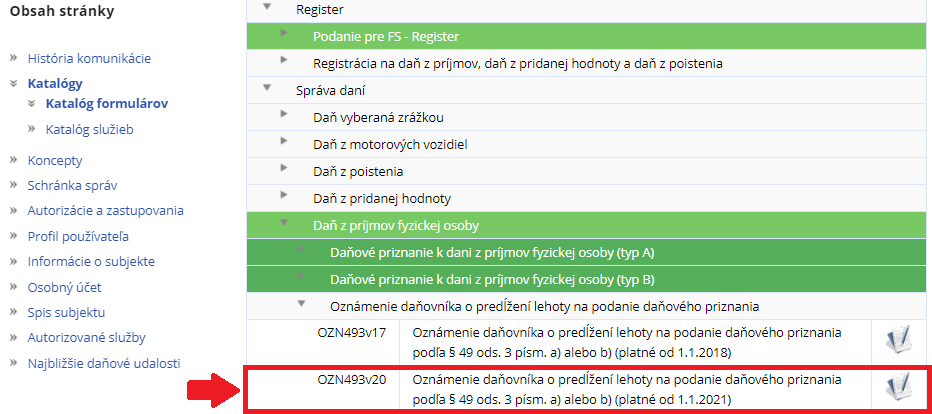 Obsah stránky
História komunikácie
Katalógy
Katalóg formulárov
Katalóg služieb
Koncepty
Schránka správ
Autorizácie a zastupovania
Profil používateľa
Informácie o subjekte
Osobný účet
Spis subjektu
Autorizované služby
Najbližšie daňové udalosti
Register
Podanie pre FS - Register
Registrácia na daň z príjmov, daň z pridanej hodnoty a daň z poistenia
Správa daní
Daň vyberaná zrážkou
Daň z motorových vozidiel
Daň z poistenia
Daň z pridanej hodnoty
Daň z príjmov fyzickej osoby
Daňové priznanie k dani z príjmov fyzickej osoby (typ A)
Daňové priznanie k dani z príjmov fyzickej osoby (typ B)
Oznámenie daňovníka o predĺžení lehoty na podanie daňového priznania
OZN493v17 Oznámenie daňovníka o predĺžení lehoty na podanie daňového priznania
podľa § 49 ods. 3 písm. a) alebo b) (platné od 1.1.2018)
OZN493v20 Oznámenie daňovníka o predĺžení lehoty na podanie daňového priznania
podľa § 49 ods. 3 písm. a) alebo b) (platné od 1.1.2021)